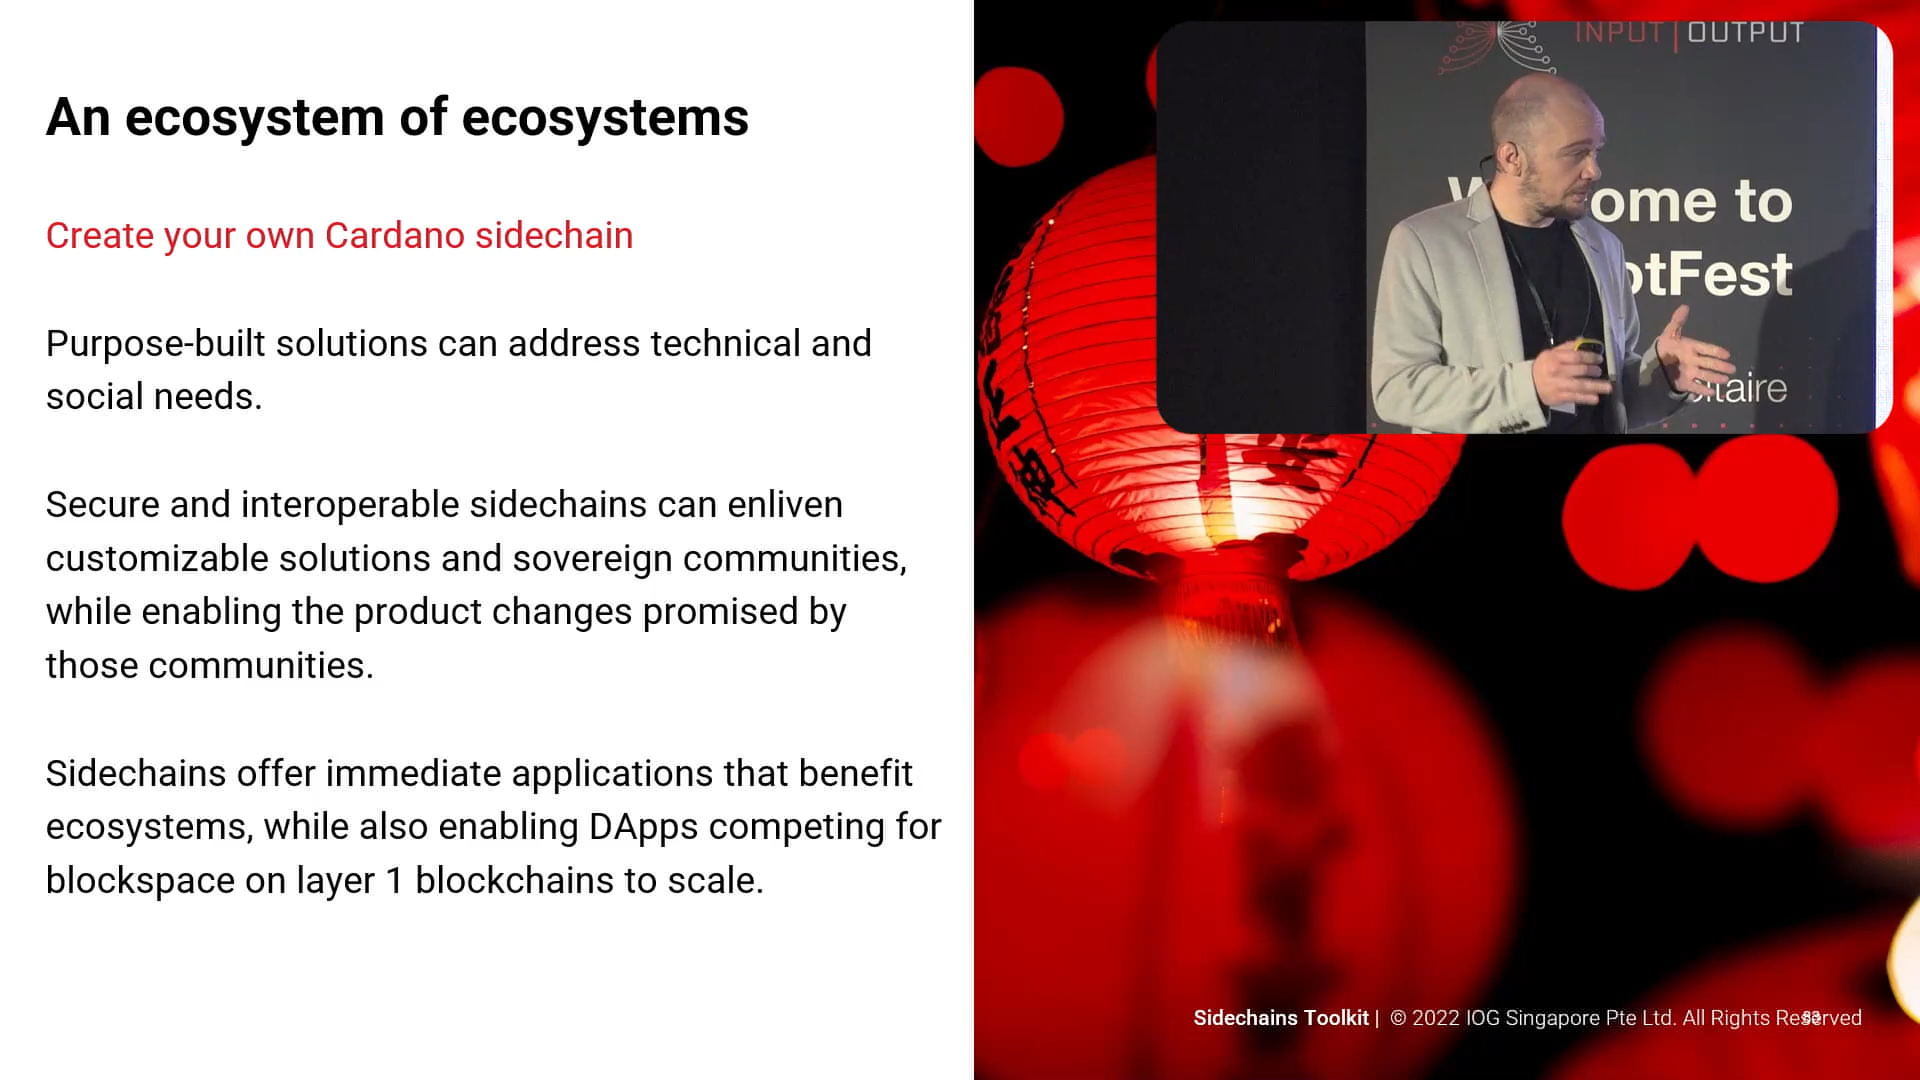 An ecosystem of ecosystems
Create your own Cardano sidechain
Purpose-built solutions can address technical and
social needs.
Secure and interoperable sidechains can enliven
customizable solutions and sovereign communities,
while enabling the product changes promised by
those communities.
Sidechains offer immediate applications that benefit
ecosystems, while also enabling DApps competing for
blockspace on layer 1 blockchains to scale.
INPUT | OUTPUT
ome to
otFest
taire
Sidechains Toolkit | © 2022 IOG Singapore Pte Ltd. All Rights Reserved